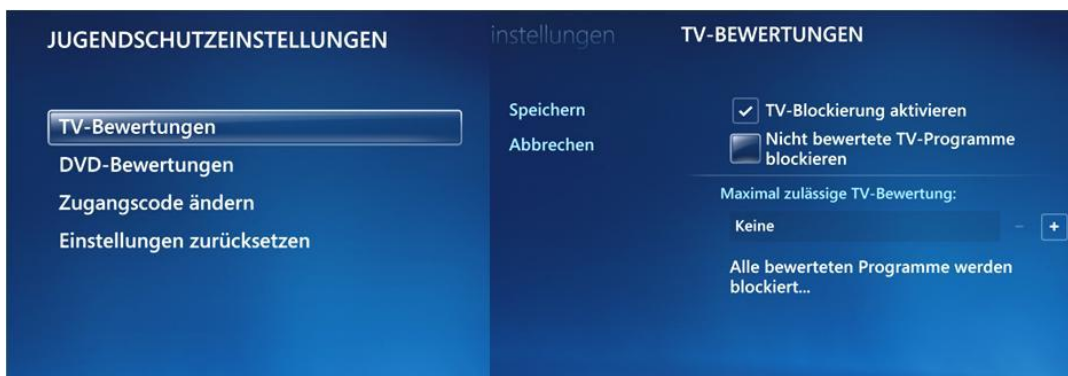 JUGENDSCHUTZEINSTELLUNGEN
TV-Bewertungen
DVD-Bewertungen
Zugangscode ändern
Einstellungen zurücksetzen
instellungen
TV-BEWERTUNGEN
Speichern
Abbrechen
TV-Blockierung aktivieren
Nicht bewertete TV-Programme
blockieren
Maximal zulässige TV-Bewertung:
Keine
- +
Alle bewerteten Programme werden
blockiert...